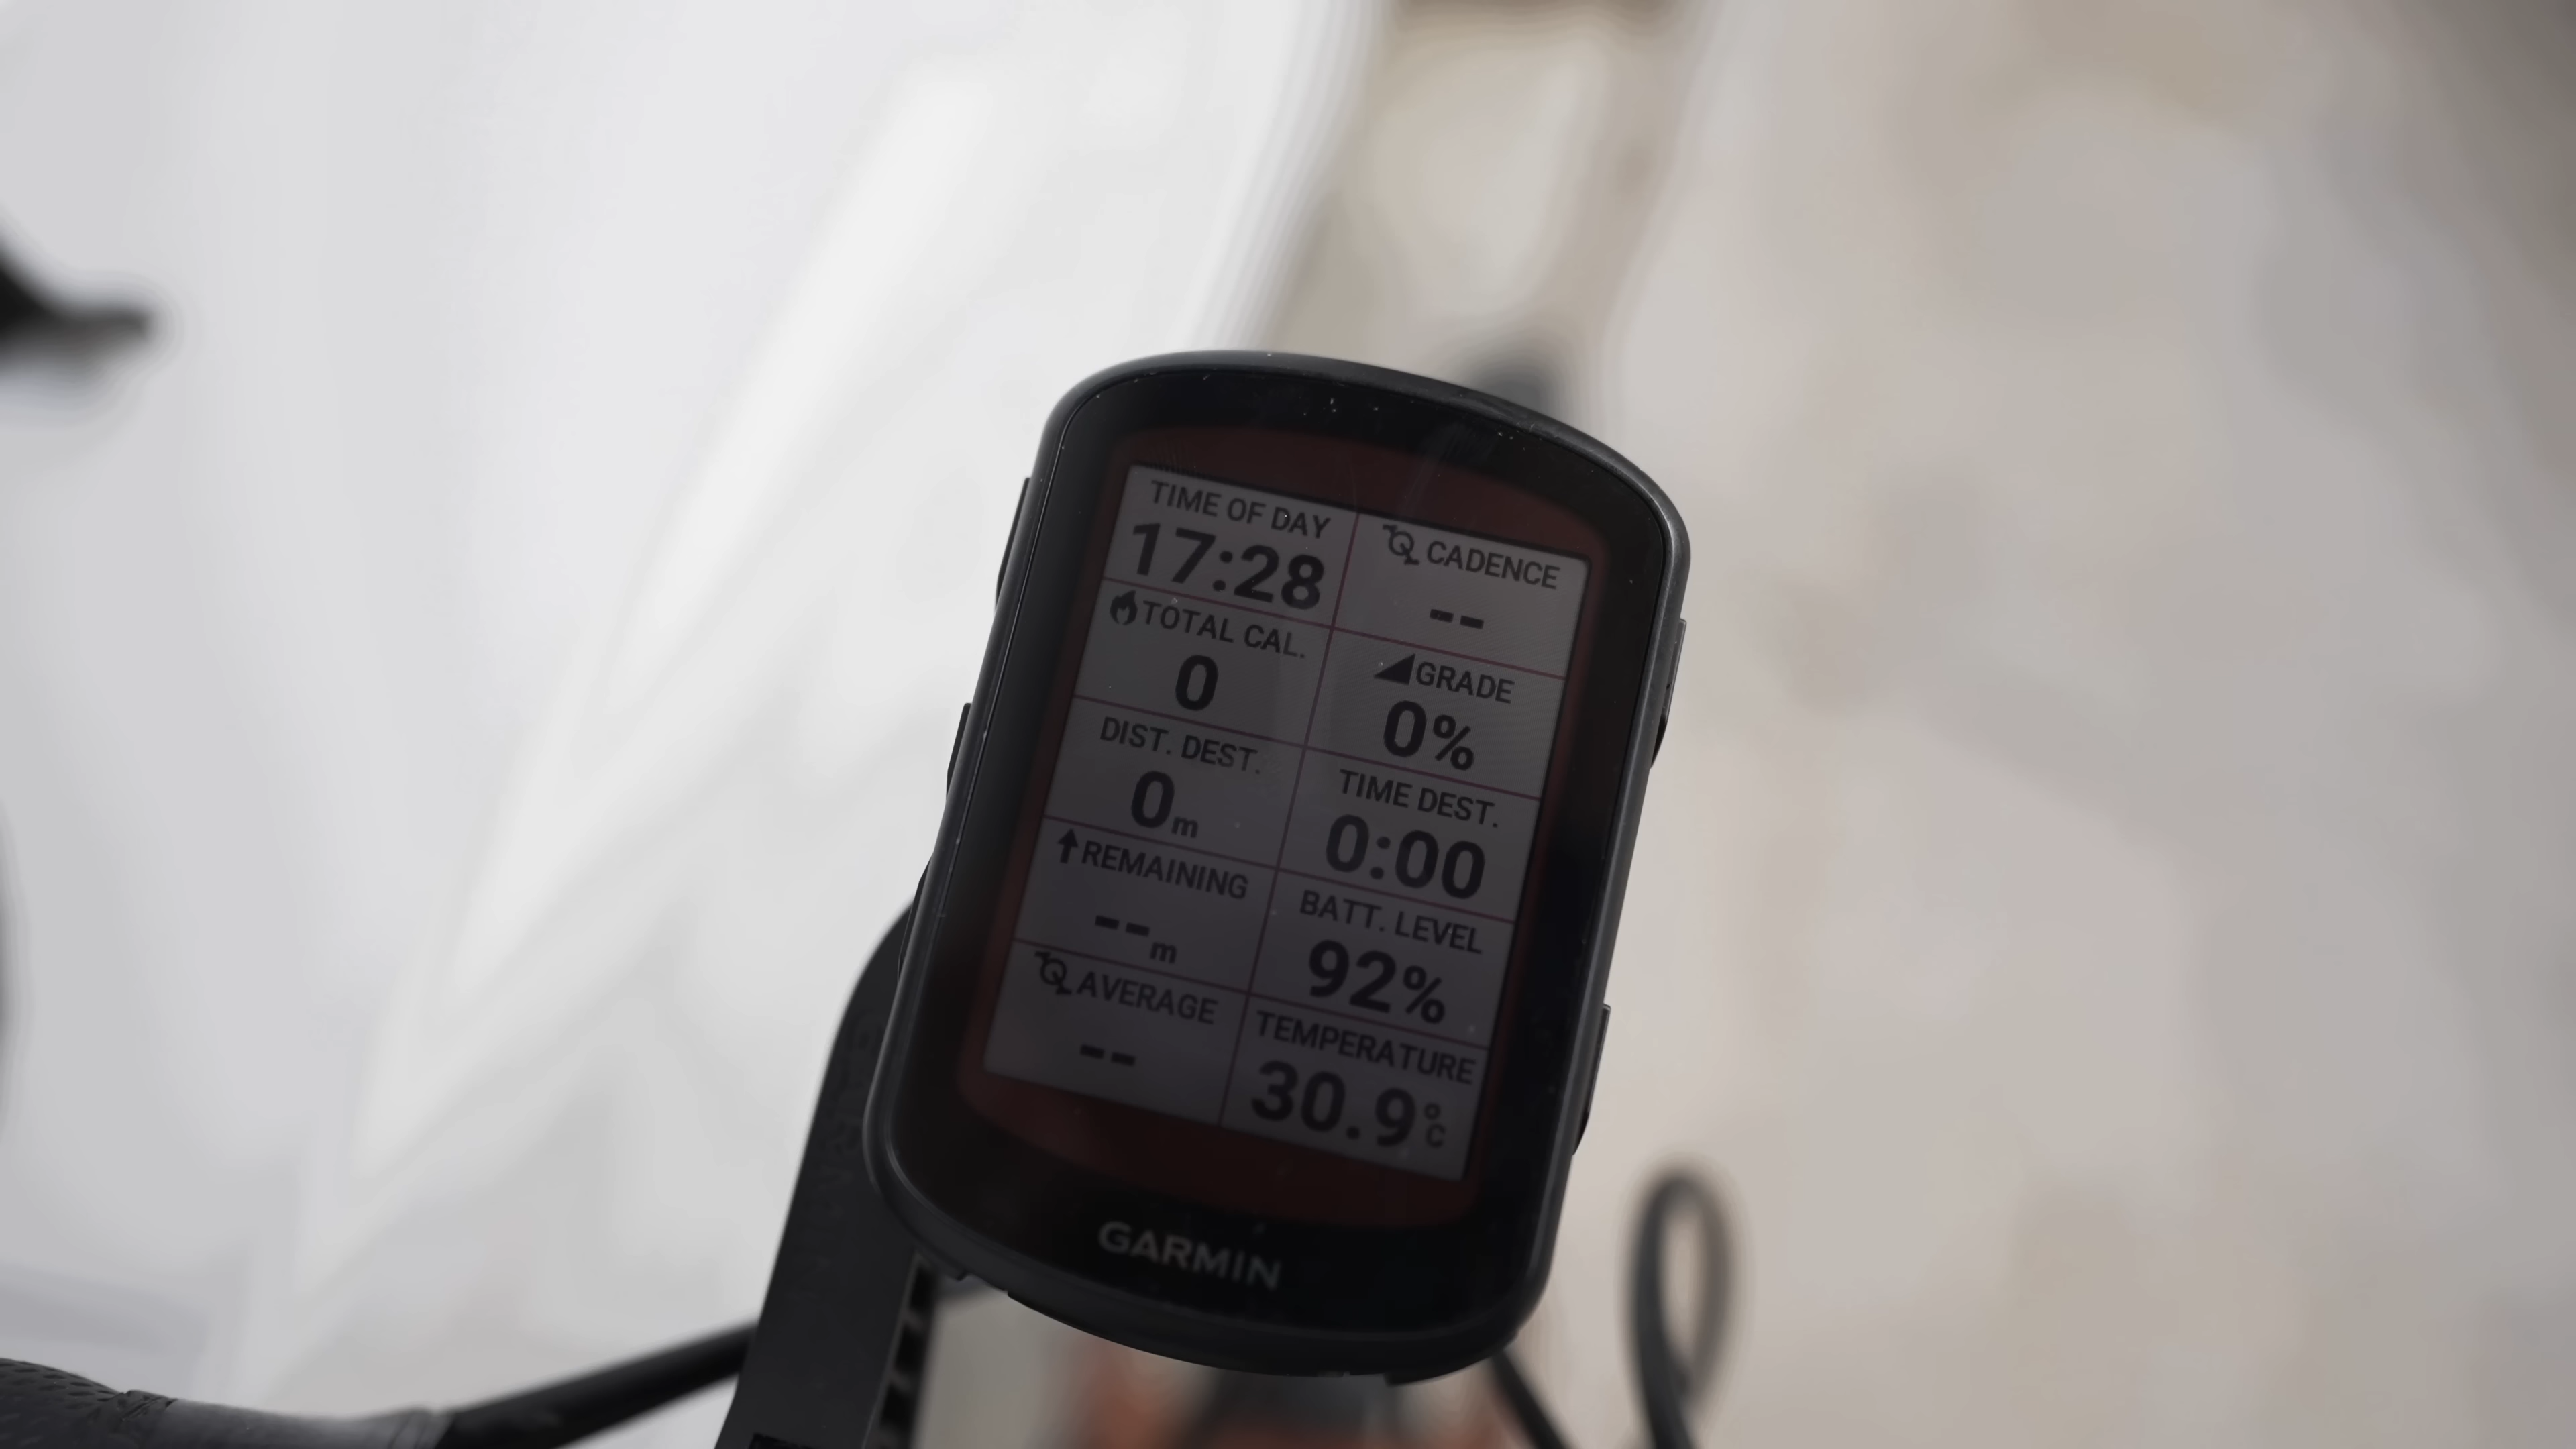 TIME OF DAY
17:28
CADENCE
--
TOTAL CAL.
0
GRADE
0%
DIST. DEST.
0m
TIME DEST.
0:00
REMAINING
--m
BATT. LEVEL
92%
AVERAGE
--
TEMPERATURE
30.9°C
GARMIN